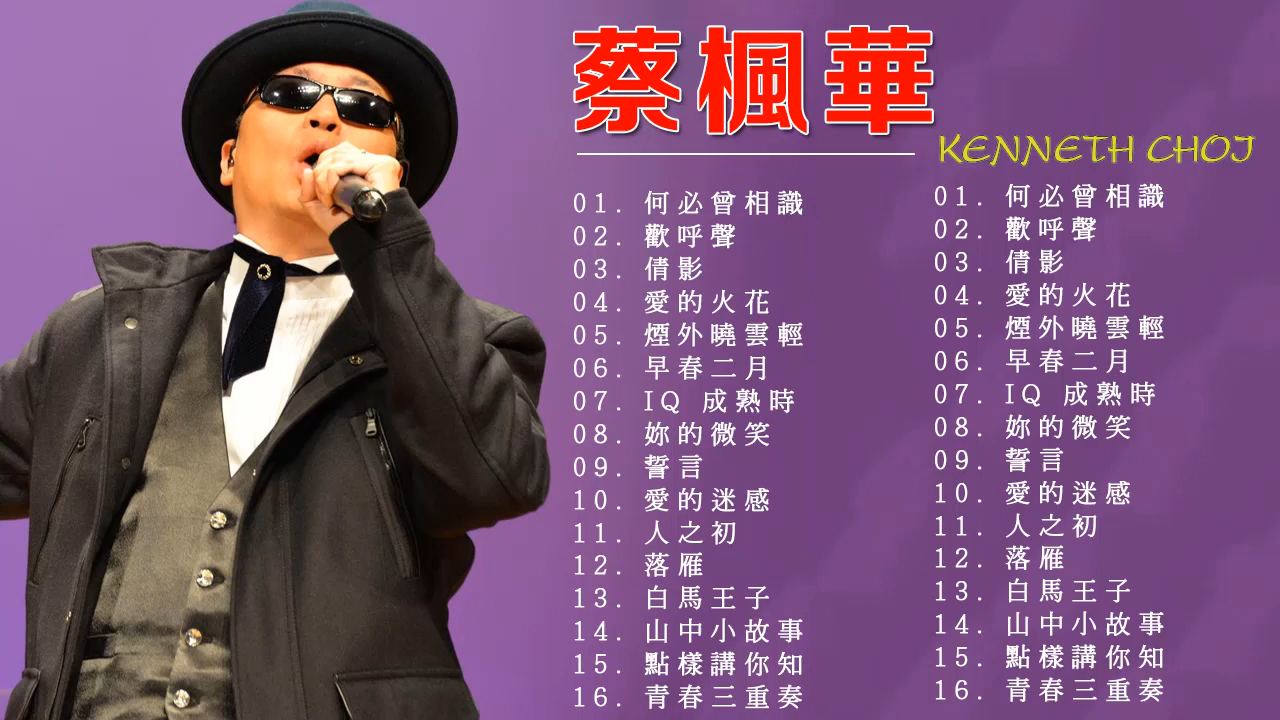 蔡楓華
KENNETH CHOI
01. 何必曾相識
02. 歡呼聲
03. 倩影
04. 愛的火花
05. 煙外曉雲輕
06. 早春二月
07. IQ 成熟時
08. 妳的微笑
09. 誓言
10. 愛的迷感
11. 人之初
12. 落雁
13. 白馬王子
14. 山中小故事
15. 點樣講你知
16. 青春三重奏
01. 何必曾相識
02. 歡呼聲
03. 倩影
04. 愛的火花
05. 煙外曉雲輕
06. 早春二月
07. IQ 成熟時
08. 妳的微笑
09. 誓言
10. 愛的迷感
11. 人之初
12. 落雁
13. 白馬王子
14. 山中小故事
15. 點樣講你知
16. 青春三重奏